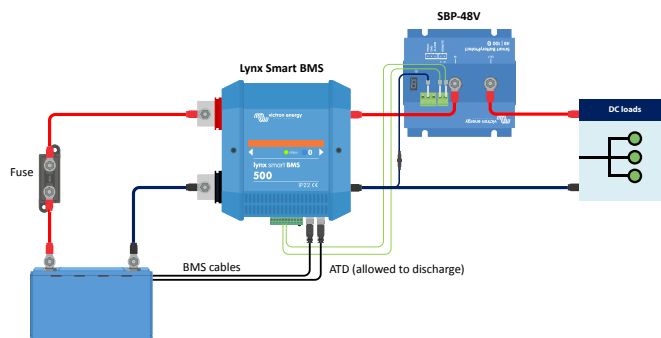 SBP-48V
Lynx Smart BMS
victron energy
lynx smart BMS
500
IP22
DC loads
Fuse
BMS cables
ATD (allowed to discharge)